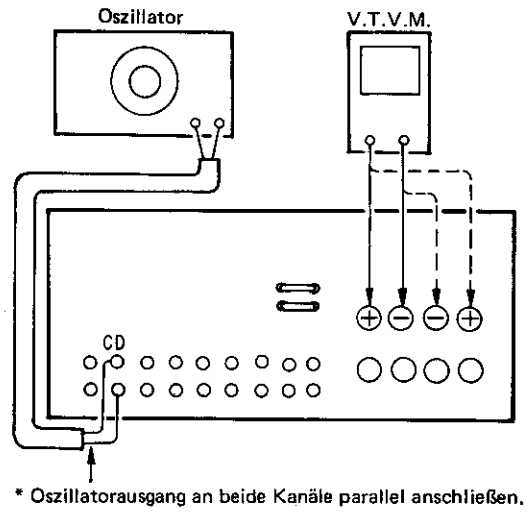 Oszillator
V.T.V.M.
+ − − +
CD
* Oszillatorausgang an beide Kanäle parallel anschließen.